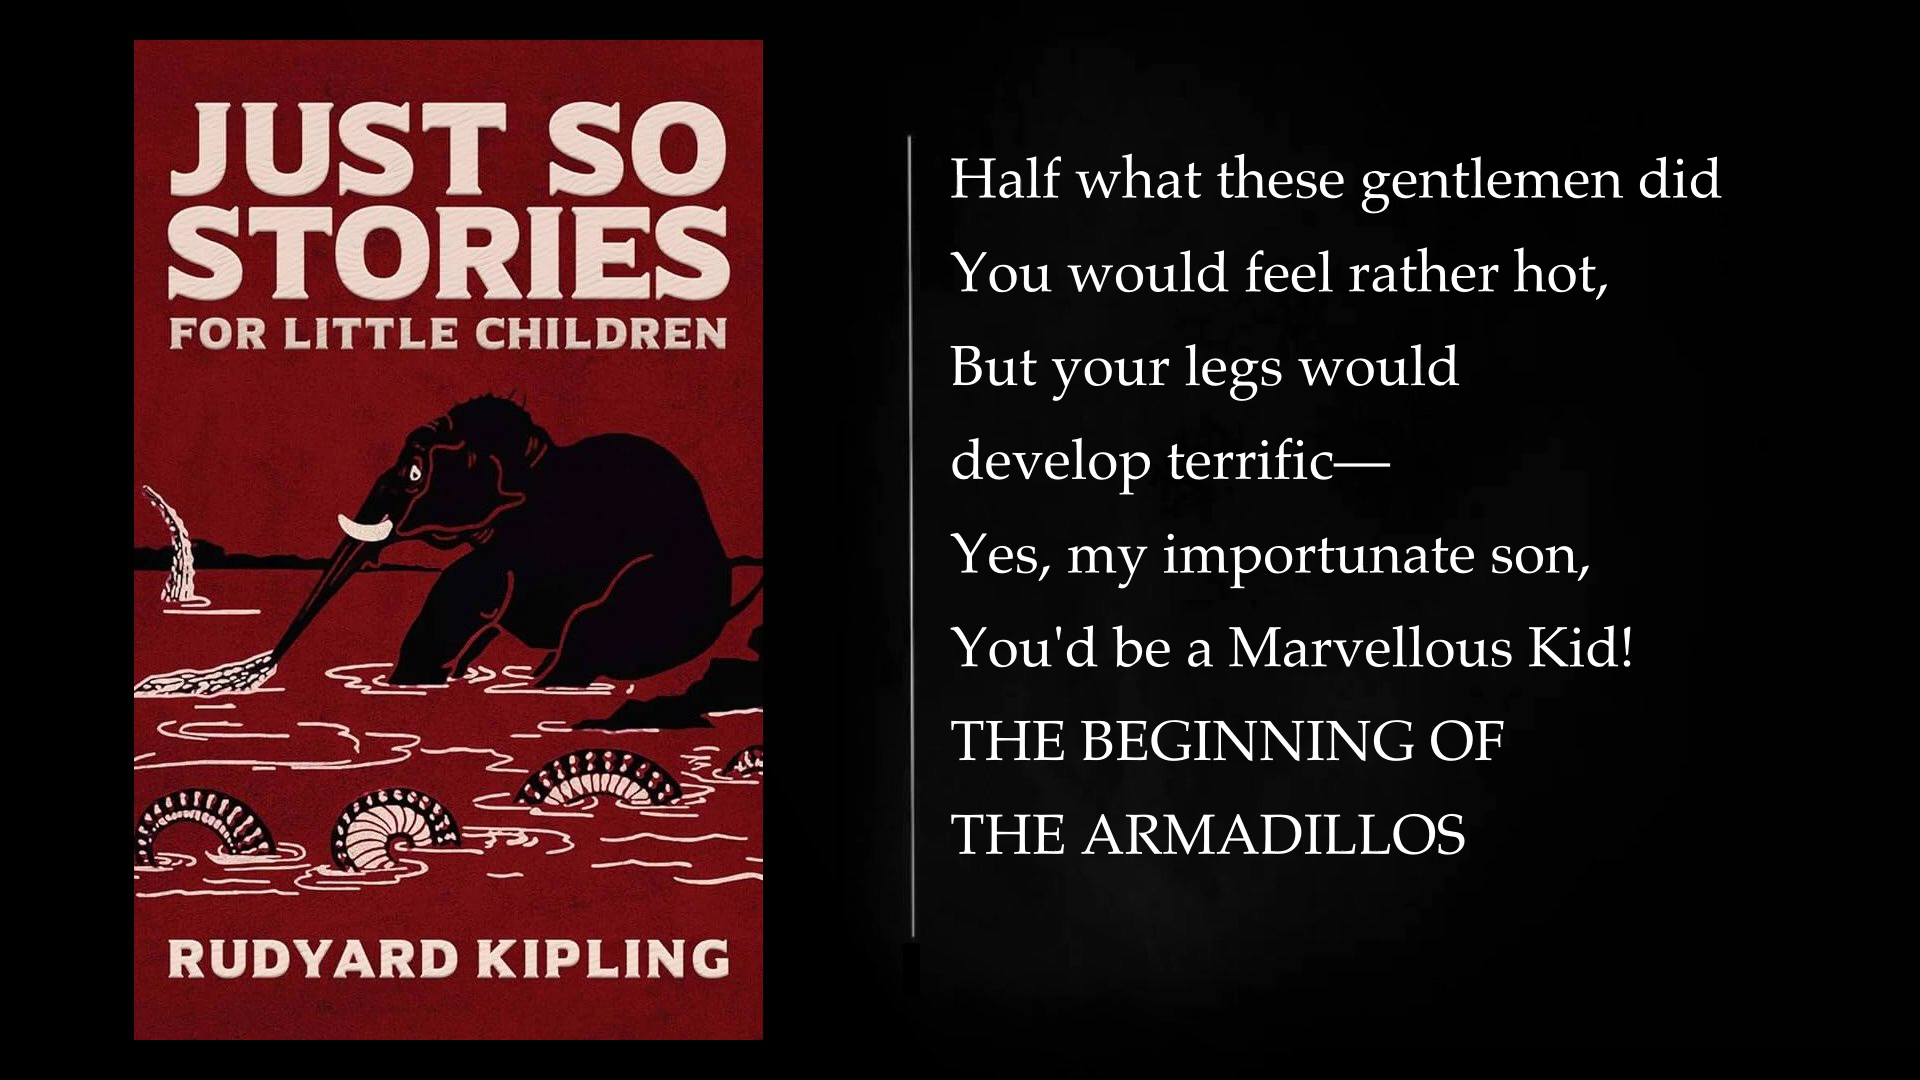 JUST SO
STORIES
FOR LITTLE CHILDREN
RUDYARD KIPLING
Half what these gentlemen did
You would feel rather hot,
But your legs would
develop terrific—
Yes, my importunate son,
You'd be a Marvellous Kid!
THE BEGINNING OF
THE ARMADILLOS